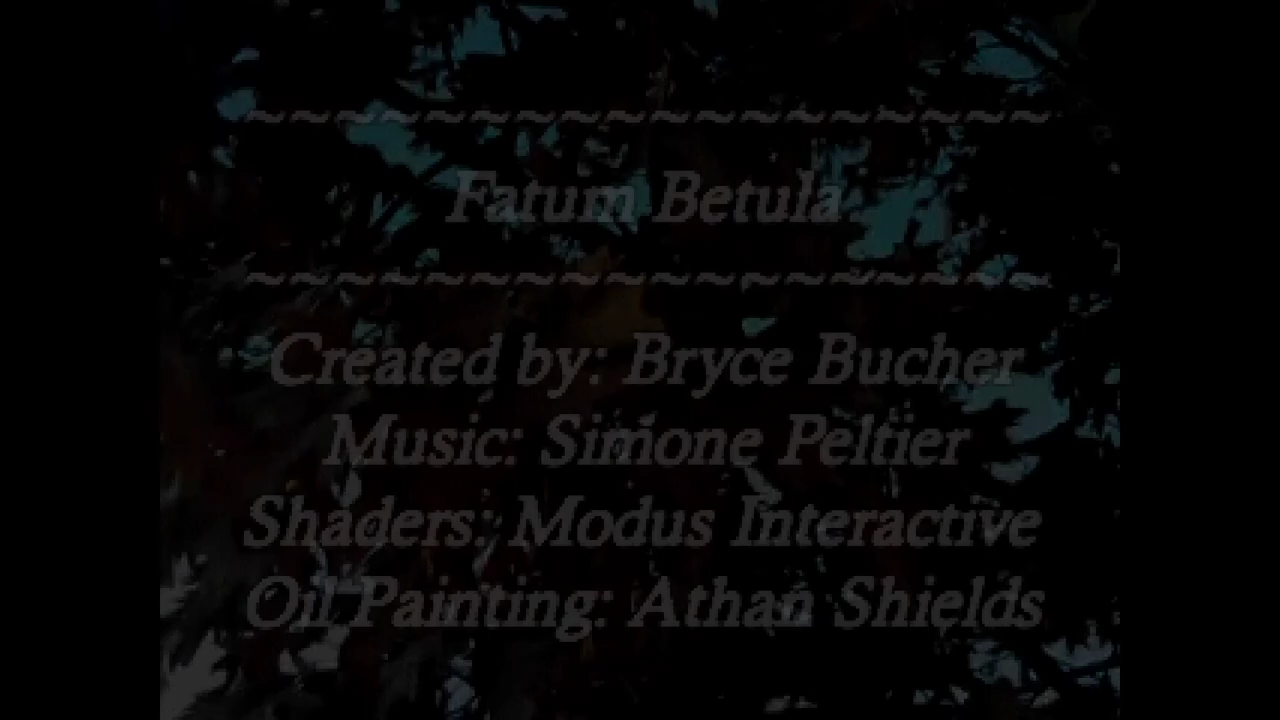 ~~~~~~~~~~~~~~~~~~
Fatum Betula
~~~~~~~~~~~~~~~~~~
Created by: Bryce Bucher
Music: Simone Peltier
Shaders: Modus Interactive
Oil Painting: Athan Shields